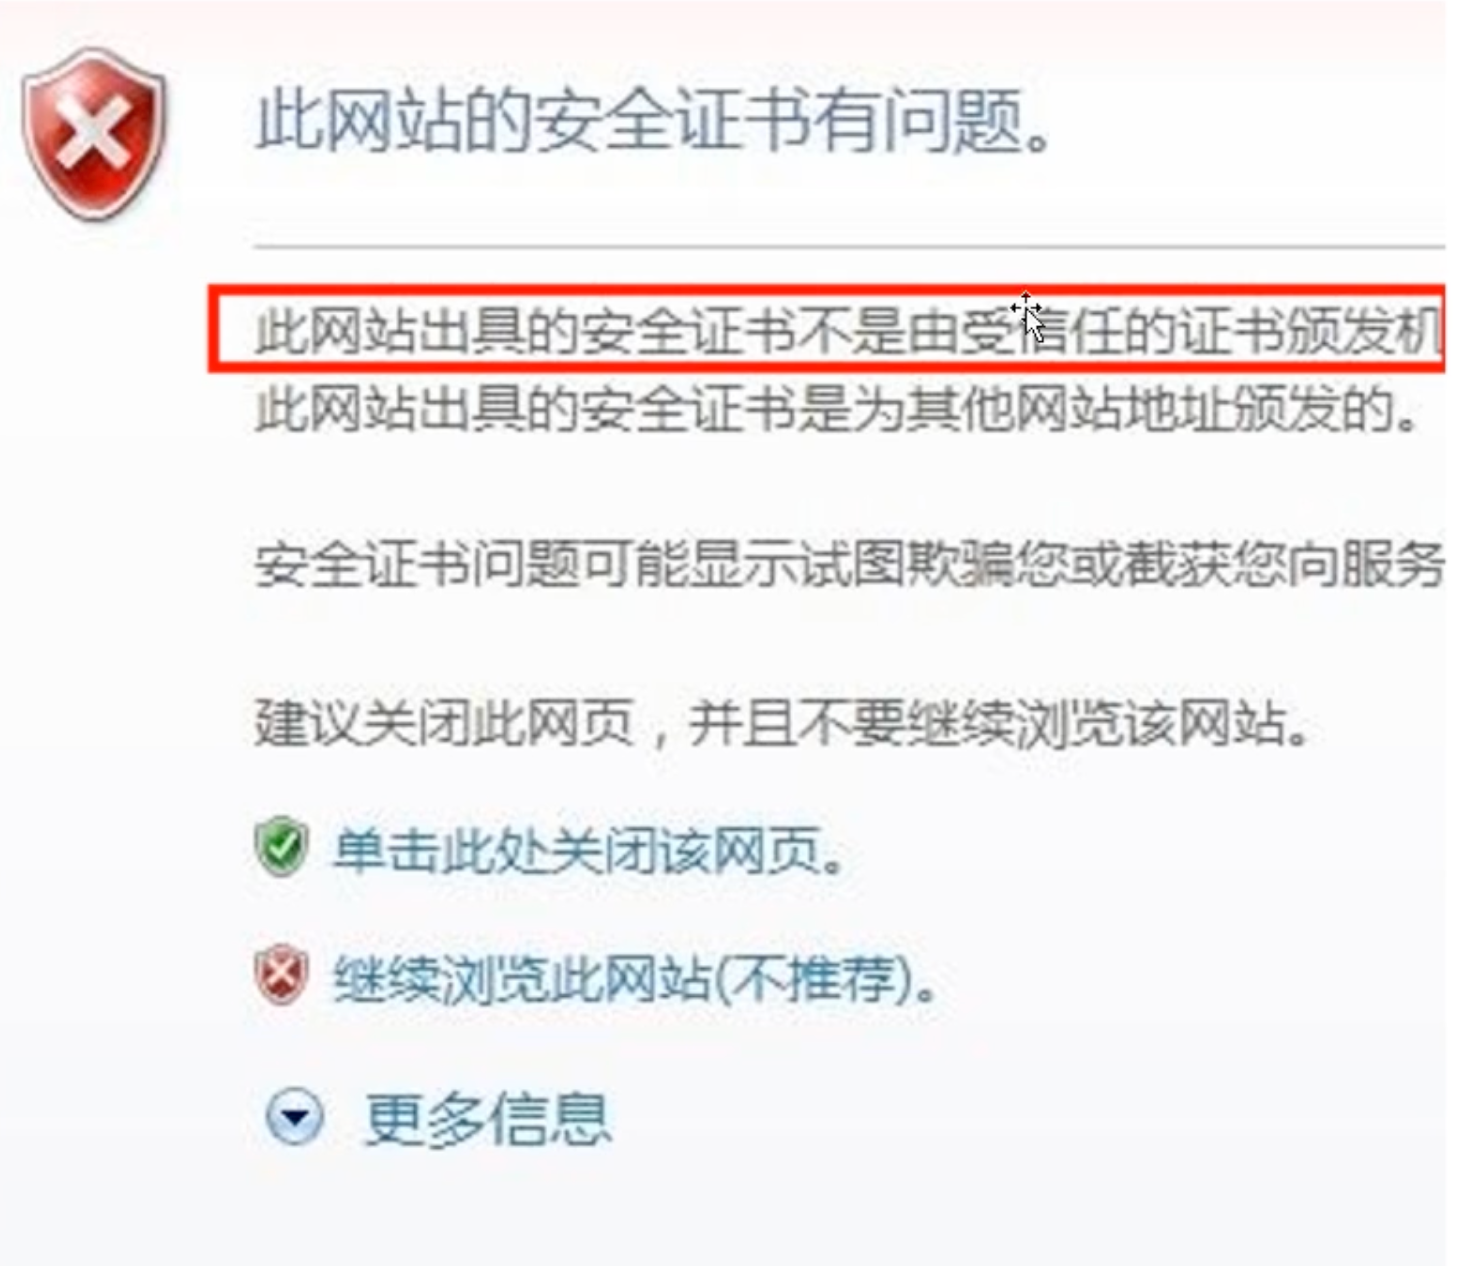 此网站的安全证书有问题。
此网站出具的安全证书不是由受信任的证书颁发机
此网站出具的安全证书是为其他网站地址颁发的。
安全证书问题可能显示试图欺骗您或截获您向服务
建议关闭此网页，并且不要继续浏览该网站。
单击此处关闭该网页。
继续浏览此网站(不推荐)。
更多信息